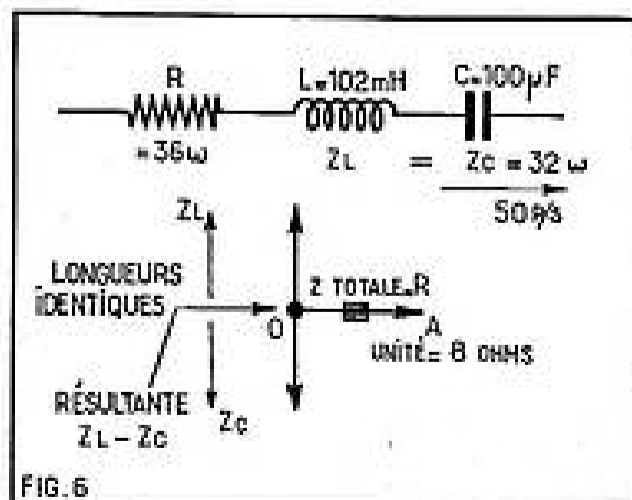 R
L=102mH
C=100µF
=36ω
ZL = ZC = 32 ω
50 p/s
ZL
LONGUEURS
IDENTIQUES
Z TOTALE=R
O
A
UNITÉ= 8 OHMS
RÉSULTANTE
ZL-ZC
ZC
FIG.6